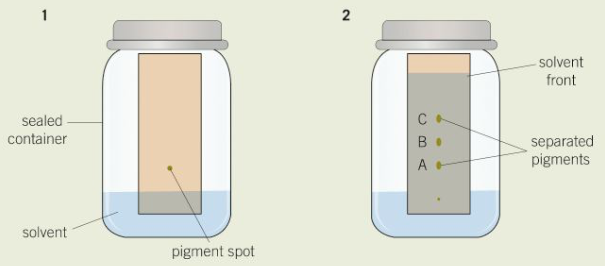 1
sealed
container
solvent
pigment spot
2
solvent
front
C
B
A
separated
pigments